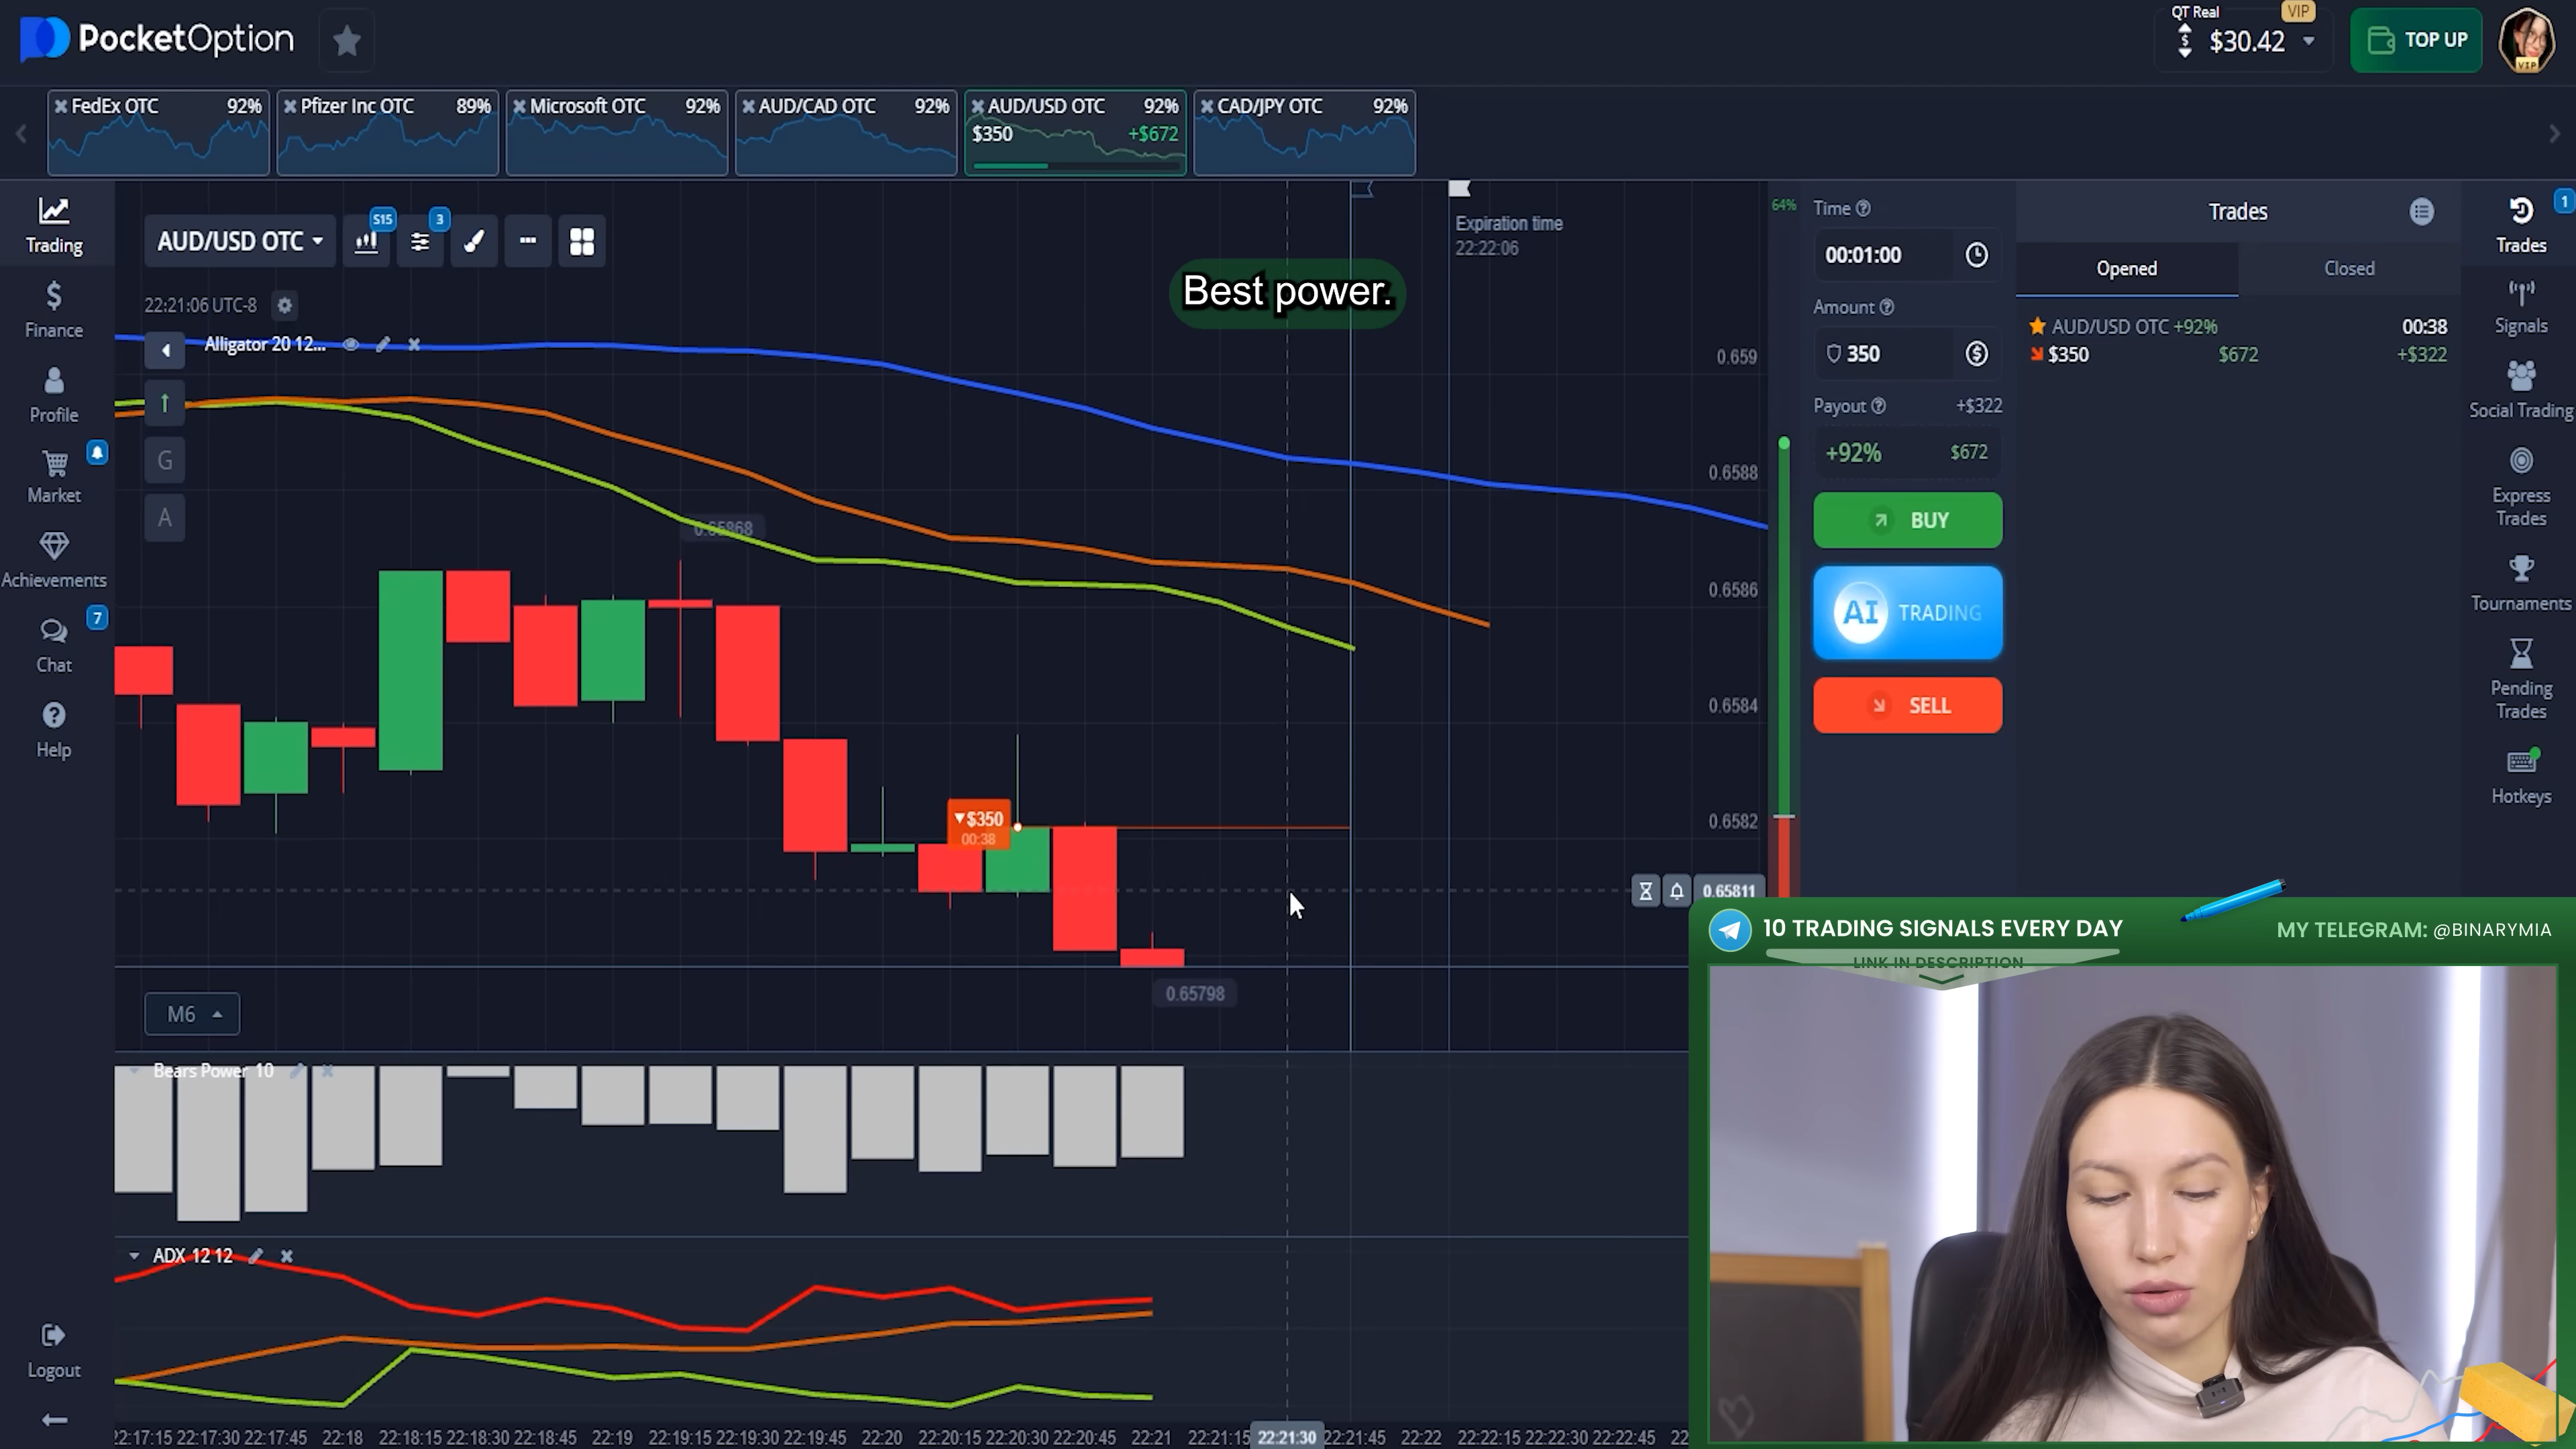 PocketOption
QT Real
VIP
$30.42
TOP UP
VIP
FedEx OTC 92%
Pfizer Inc OTC 89%
Microsoft OTC 92%
AUD/CAD OTC 92%
AUD/USD OTC 92%
$350 +$672
CAD/JPY OTC 92%
Trading
Finance
Profile
Market
Achievements
7
Chat
Help
Logout
AUD/USD OTC
S15
3
22:21:06 UTC-8
Alligator 20 12...
G
A
Best power.
Expiration time
22:22:06
64%
0.659
0.6588
0.6586
0.6584
0.6582
0.65811
0.65868
$350
00:38
0.65798
M6
Bears Power 10
ADX 12 12
22:17:15 22:17:30 22:17:45 22:18 22:18:15 22:18:30 22:18:45 22:19 22:19:15 22:19:30 22:19:45 22:20 22:20:15 22:20:30 22:20:45 22:21 22:21:15 22:21:30 22:21:45 22:22 22:22:15 22:22:30 22:22:45 22
Time
00:01:00
Amount
350
Payout +$322
+92% $672
BUY
AI TRADING
SELL
Trades
Opened Closed
AUD/USD OTC +92% 00:38
$350 $672 +$322
1
Trades
Signals
Social Trading
Express
Trades
Tournaments
Pending
Trades
Hotkeys
10 TRADING SIGNALS EVERY DAY
LINK IN DESCRIPTION
MY TELEGRAM: @BINARYMIA